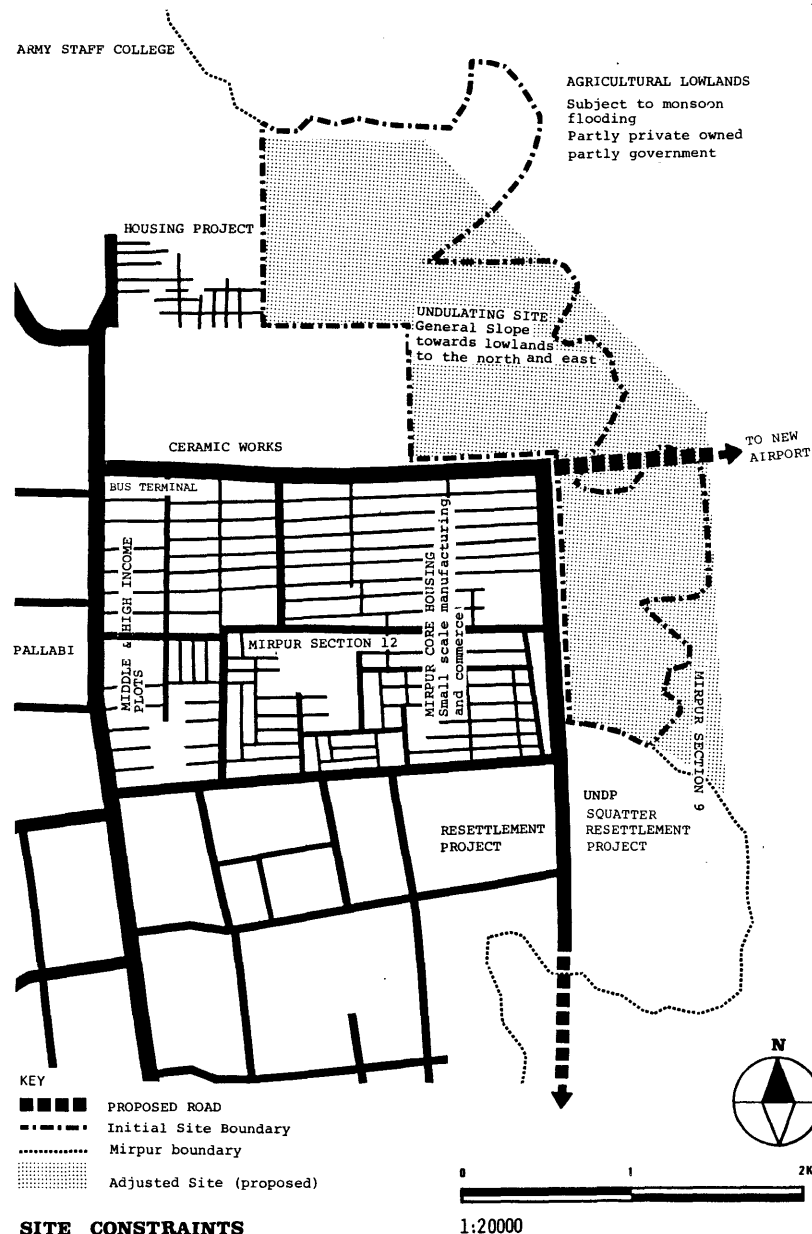 ARMY STAFF COLLEGE
AGRICULTURAL LOWLANDS
Subject to monsoon
flooding
Partly private owned
partly government
HOUSING PROJECT
UNDULATING SITE
General Slope
towards lowlands
to the north and east
TO NEW
AIRPORT
CERAMIC WORKS
BUS TERMINAL
MIDDLE & HIGH INCOME
PLOTS
MIRPUR CORE HOUSING
Small scale manufacturing
and commerce
PALLABI
MIRPUR SECTION 12
MIRPUR SECTION 9
RESETTLEMENT
PROJECT
UNDP
SQUATTER
RESETTLEMENT
PROJECT
N
KEY
PROPOSED ROAD
Initial Site Boundary
Mirpur boundary
Adjusted Site (proposed)
0 1 2K
1:20000
SITE CONSTRAINTS